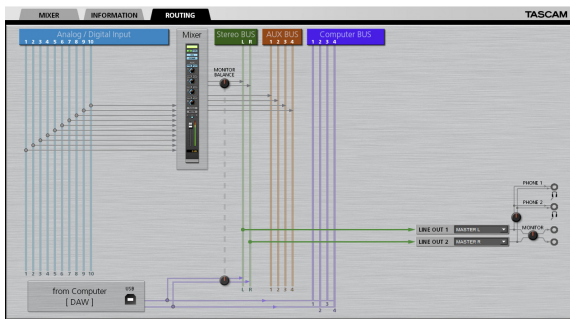 MIXER INFORMATION ROUTING TASCAM
Analog / Digital Input Mixer Stereo BUS AUX BUS Computer BUS
1 2 3 4 5 6 7 8 9 10 L R 1 2 3 4 1 2 3 4
MONITOR
BALANCE
PHONE 1
PHONE 2
LINE OUT 1 MASTER L MONITOR
LINE OUT 2 MASTER R
1 2 3 4 5 6 7 8 9 10
from Computer USB
[ DAW ]
L R 1 2 3 4
1 3
2 4